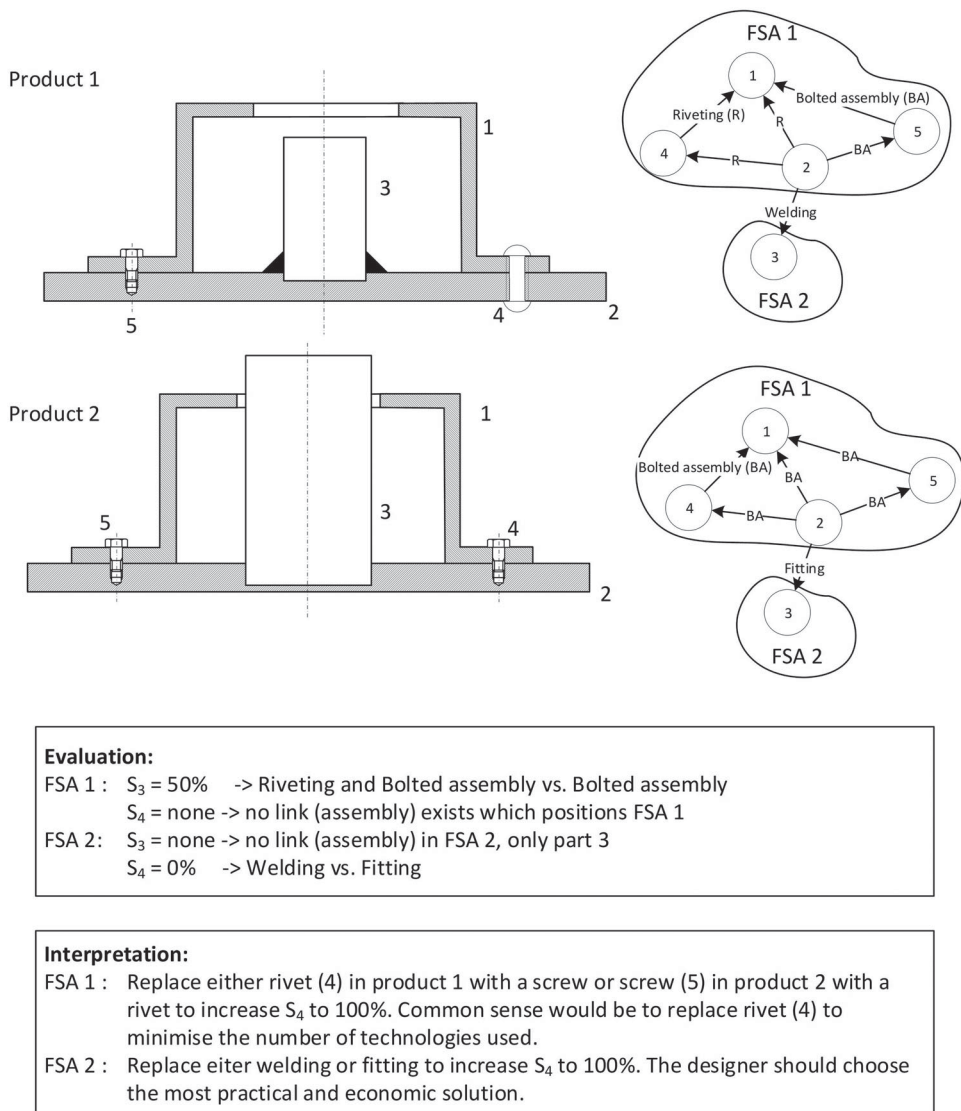 Product 1
1
3
5
4
2
FSA 1
1
Riveting (R)
Bolted assembly (BA)
R
5
4
R
BA
2
Welding
3
FSA 2
Product 2
1
3
5
4
2
FSA 1
1
Bolted assembly (BA)
BA
BA
5
4
BA
BA
2
Fitting
3
FSA 2
Evaluation:
FSA 1 : S₃ = 50% -> Riveting and Bolted assembly vs. Bolted assembly
S₄ = none -> no link (assembly) exists which positions FSA 1
FSA 2: S₃ = none -> no link (assembly) in FSA 2, only part 3
S₄ = 0% -> Welding vs. Fitting
Interpretation:
FSA 1 : Replace either rivet (4) in product 1 with a screw or screw (5) in product 2 with a
rivet to increase S₄ to 100%. Common sense would be to replace rivet (4) to
minimise the number of technologies used.
FSA 2 : Replace eiter welding or fitting to increase S₄ to 100%. The designer should choose
the most practical and economic solution.